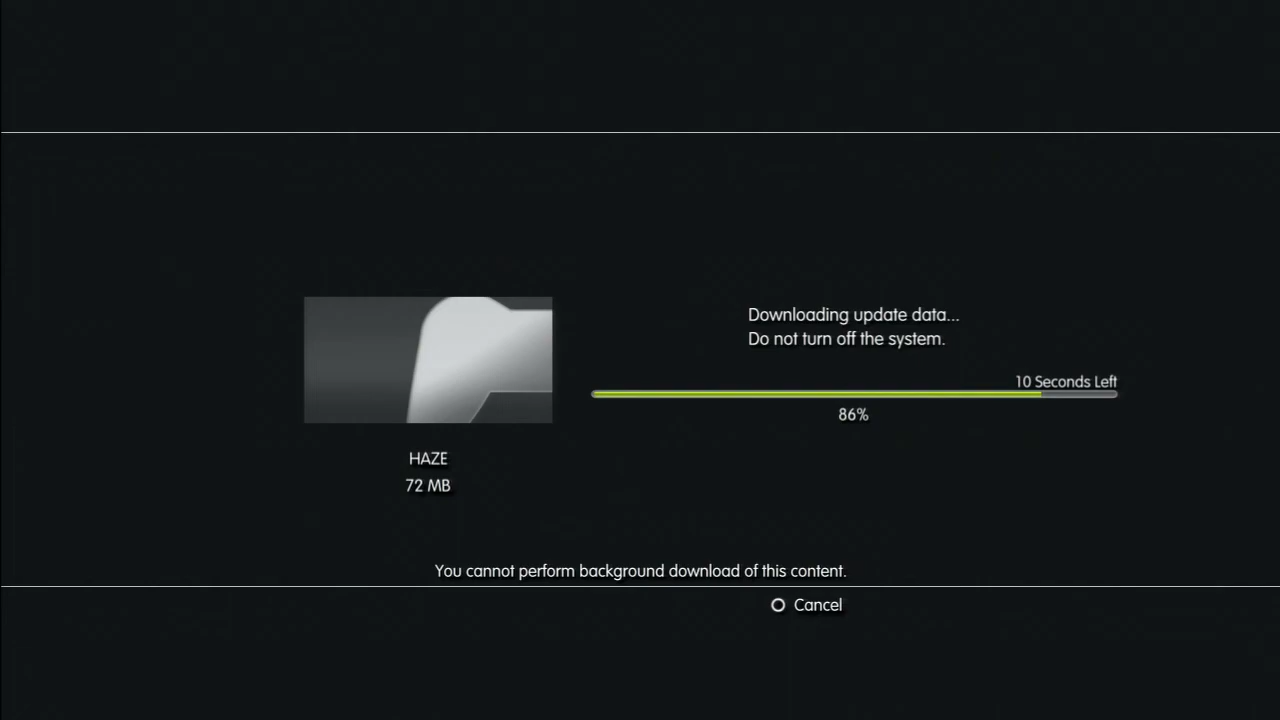 Downloading update data...
Do not turn off the system.
10 Seconds Left
86%
HAZE
72 MB
You cannot perform background download of this content.
Cancel